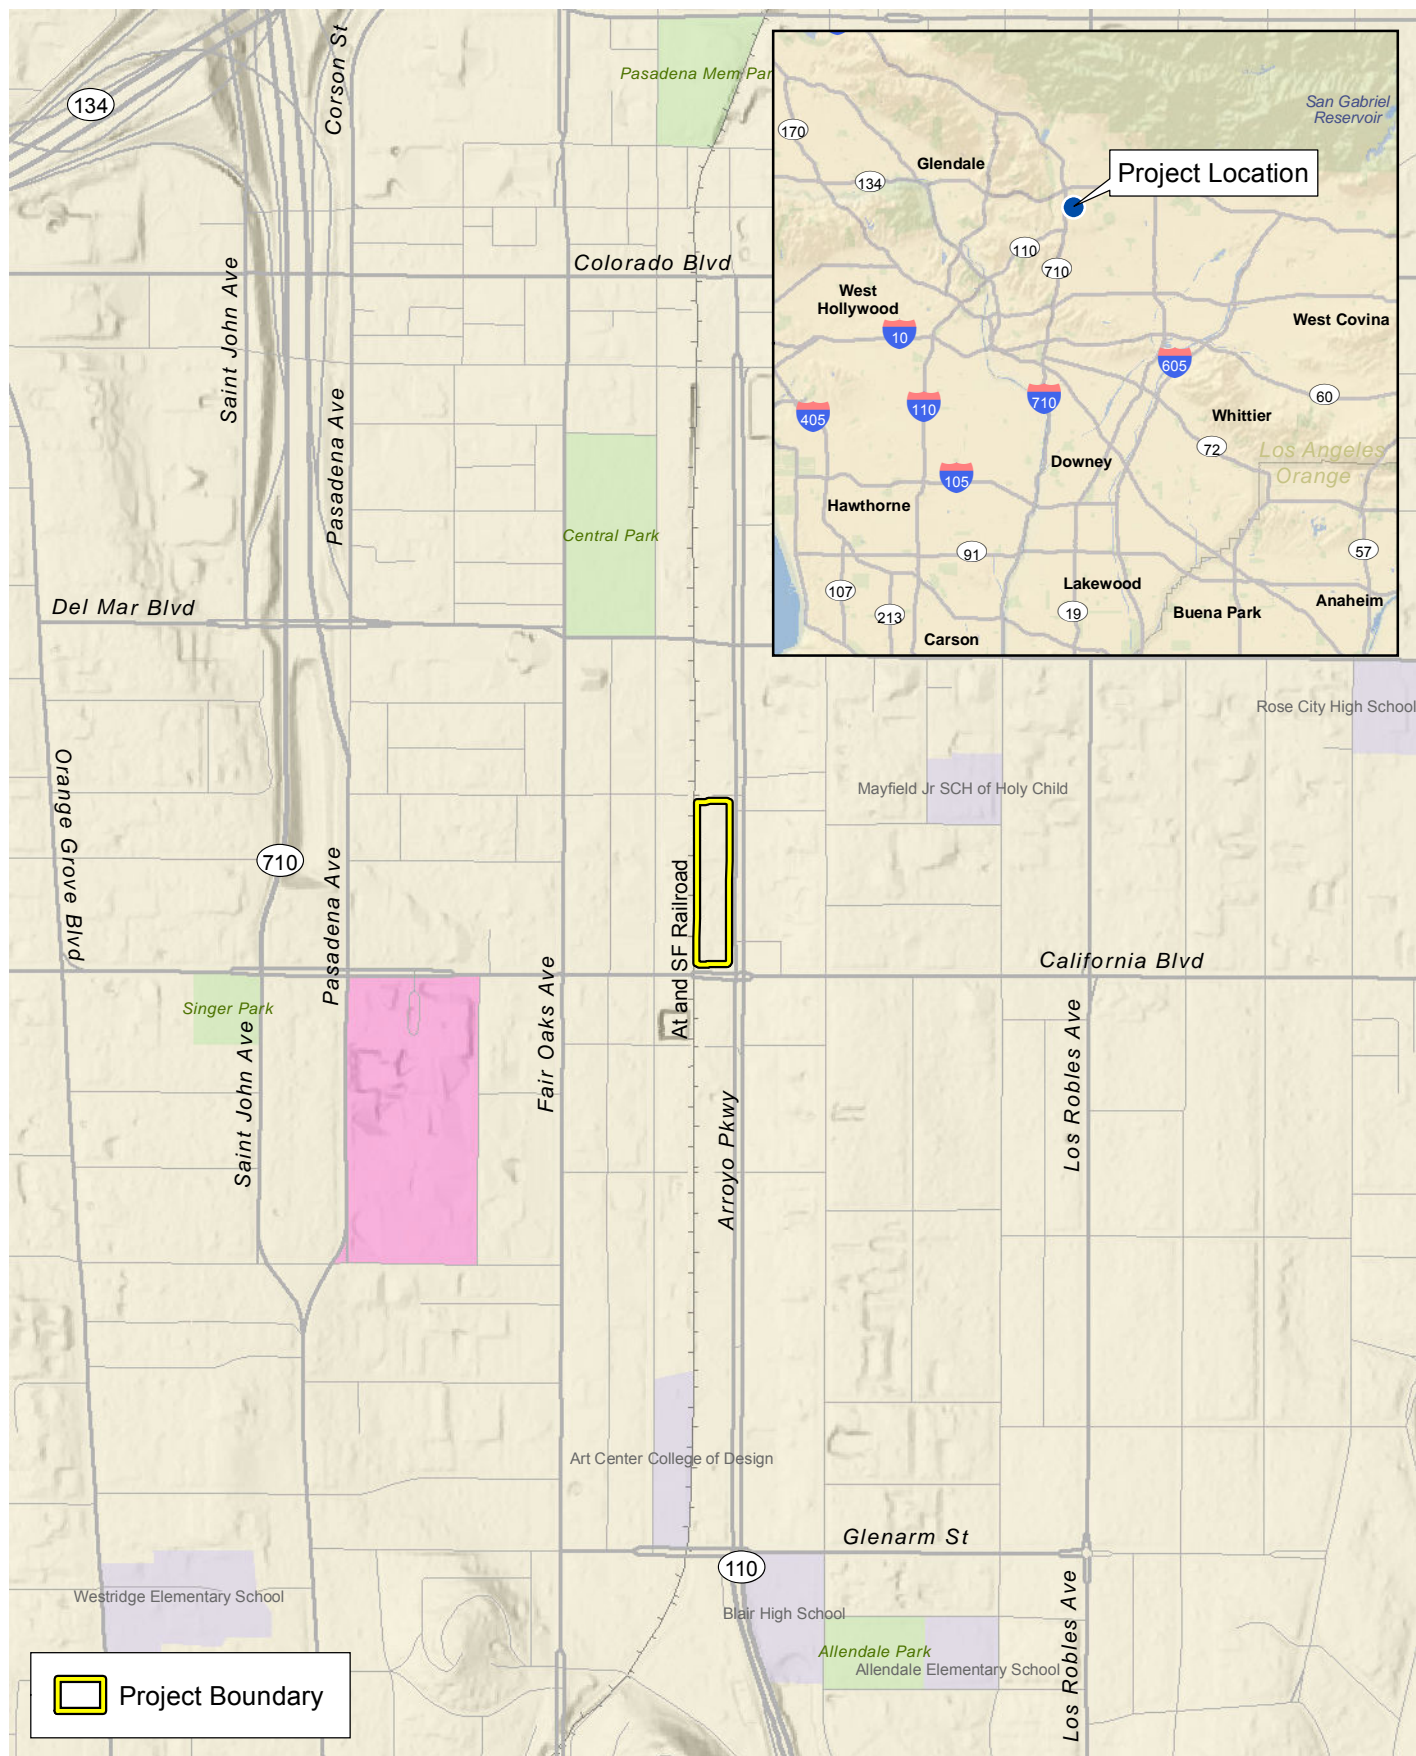 134
Corson St
Pasadena Mem Par
Colorado Blvd
Saint John Ave
Pasadena Ave
Central Park
Del Mar Blvd
Orange Grove Blvd
710
Pasadena Ave
At and SF Railroad
Fair Oaks Ave
Singer Park
Saint John Ave
Arroyo Pkwy
California Blvd
Los Robles Ave
Mayfield Jr SCH of Holy Child
Rose City High School
Art Center College of Design
Glenarm St
110
Westridge Elementary School
Blair High School
Allendale Park
Allendale Elementary School
Los Robles Ave
Project Boundary
San Gabriel
Reservoir
170
Glendale
134
Project Location
110
710
West
Hollywood
10
West Covina
605
405
110
710
60
Whittier
72
Los Angeles
Orange
Downey
105
Hawthorne
91
57
107
Lakewood
213
19
Buena Park
Anaheim
Carson